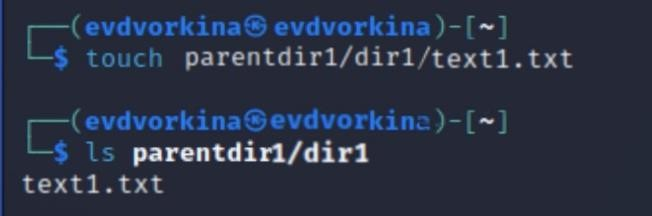 ┌──(evdvorkina㉿evdvorkina)-[~]
└─$ touch parentdir1/dir1/text1.txt
┌──(evdvorkina㉿evdvorkina)-[~]
└─$ ls parentdir1/dir1
text1.txt